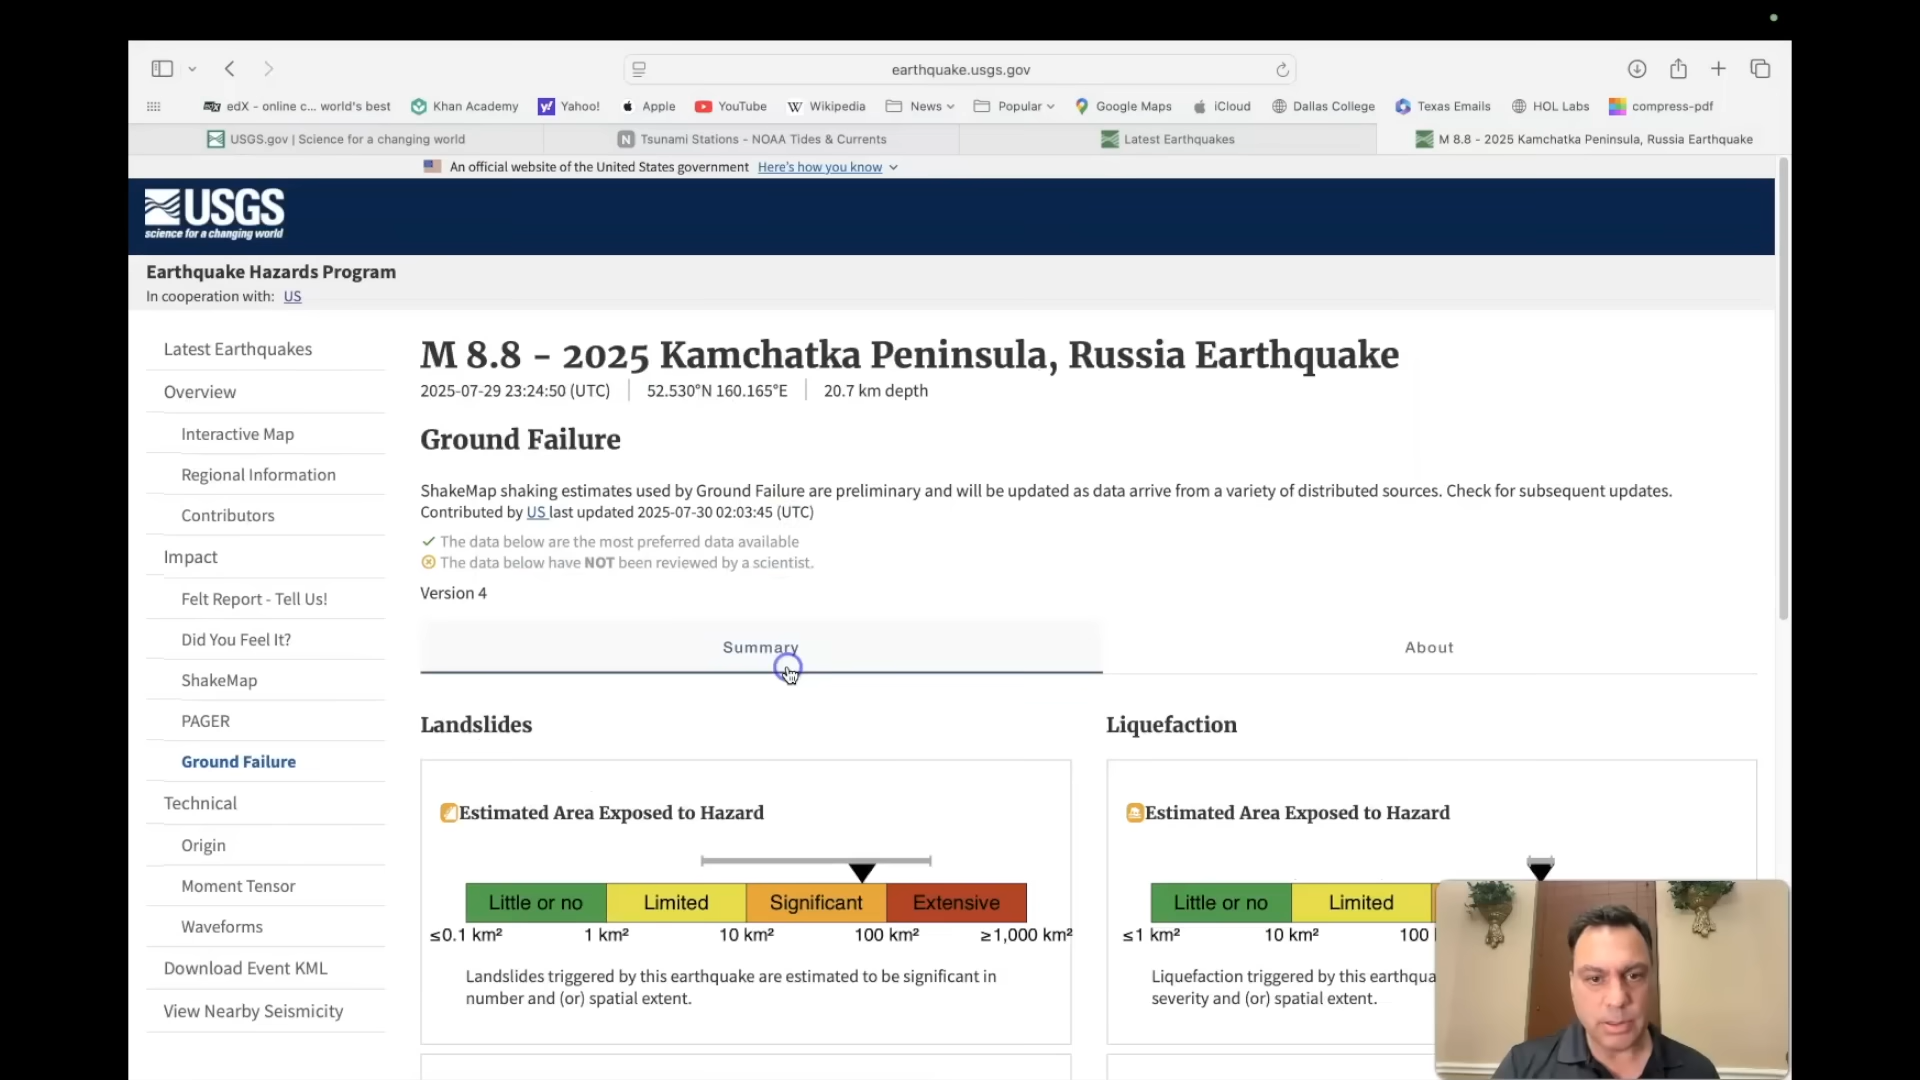 earthquake.usgs.gov
edX - online c... world's best
Khan Academy
Yahoo!
Apple
YouTube
Wikipedia
News
Popular
Google Maps
iCloud
Dallas College
Texas Emails
HOL Labs
compress-pdf
USGS.gov | Science for a changing world
N Tsunami Stations - NOAA Tides & Currents
Latest Earthquakes
M 8.8 - 2025 Kamchatka Peninsula, Russia Earthquake
An official website of the United States government Here's how you know
USGS
science for a changing world
Earthquake Hazards Program
In cooperation with: US
Latest Earthquakes
Overview
Interactive Map
Regional Information
Contributors
Impact
Felt Report - Tell Us!
Did You Feel It?
ShakeMap
PAGER
Ground Failure
Technical
Origin
Moment Tensor
Waveforms
Download Event KML
View Nearby Seismicity
M 8.8 - 2025 Kamchatka Peninsula, Russia Earthquake
2025-07-29 23:24:50 (UTC) | 52.530°N 160.165°E | 20.7 km depth
Ground Failure
ShakeMap shaking estimates used by Ground Failure are preliminary and will be updated as data arrive from a variety of distributed sources. Check for subsequent updates.
Contributed by US last updated 2025-07-30 02:03:45 (UTC)
The data below are the most preferred data available
The data below have NOT been reviewed by a scientist.
Version 4
Summary
About
Landslides
Estimated Area Exposed to Hazard
Little or no
Limited
Significant
Extensive
≤0.1 km²
1 km²
10 km²
100 km²
≥1,000 km²
Landslides triggered by this earthquake are estimated to be significant in
number and (or) spatial extent.
Liquefaction
Estimated Area Exposed to Hazard
Little or no
Limited
≤1 km²
10 km²
100
Liquefaction triggered by this earthqua
severity and (or) spatial extent.